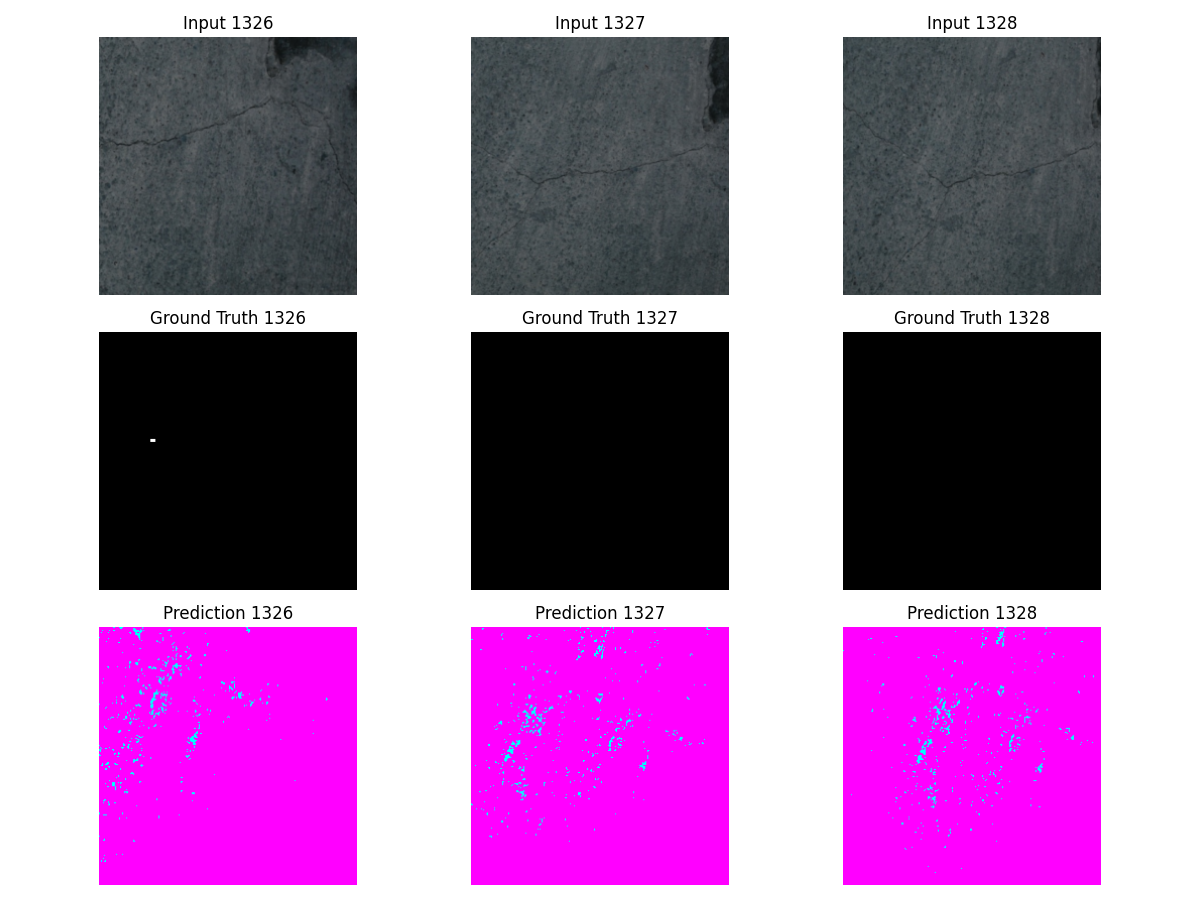 Input 1326
Input 1327
Input 1328
Ground Truth 1326
Ground Truth 1327
Ground Truth 1328
Prediction 1326
Prediction 1327
Prediction 1328